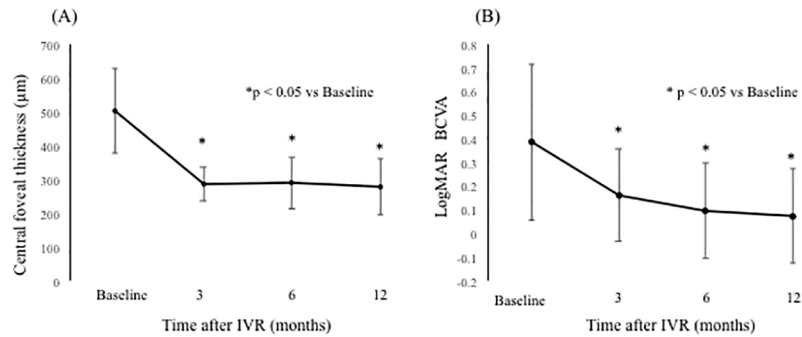 (A)
Central foveal thickness (µm)
700
600
500
400
300
200
100
0
*p < 0.05 vs Baseline
*
*
*
Baseline 3 6 12
Time after IVR (months)
(B)
LogMAR BCVA
0.8
0.7
0.6
0.5
0.4
0.3
0.2
0.1
0
-0.1
-0.2
* p < 0.05 vs Baseline
*
*
*
Baseline 3 6 12
Time after IVR (months)